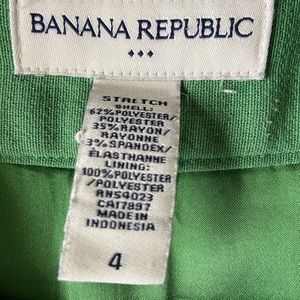 BANANA REPUBLIC
STRETCH
SHELL:
62%POLYESTER/
POLYESTER
35%RAYON/
RAYONNE
3%SPANDEX/
ÉLASTHANNE
LINING:
100%POLYESTER
/POLYESTER
RN54023
CA17897
MADE IN
INDONESIA
4